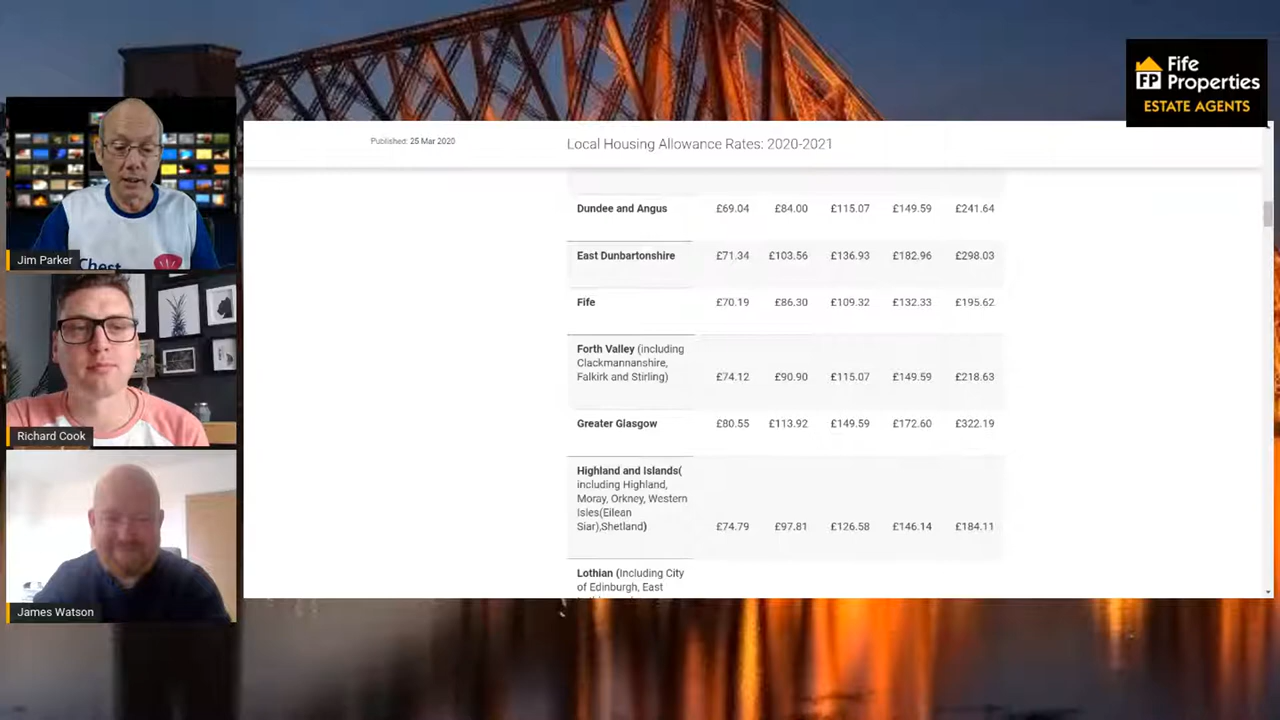 Fife
FP Properties
ESTATE AGENTS
Published: 25 Mar 2020
Local Housing Allowance Rates: 2020-2021
Dundee and Angus £69.04 £84.00 £115.07 £149.59 £241.64
East Dunbartonshire £71.34 £103.56 £136.93 £182.96 £298.03
Fife £70.19 £86.30 £109.32 £132.33 £195.62
Forth Valley (including
Clackmannanshire,
Falkirk and Stirling) £74.12 £90.90 £115.07 £149.59 £218.63
Greater Glasgow £80.55 £113.92 £149.59 £172.60 £322.19
Highland and Islands(
including Highland,
Moray, Orkney, Western
Isles(Eilean
Siar),Shetland) £74.79 £97.81 £126.58 £146.14 £184.11
Lothian (Including City
of Edinburgh, East
Chest
Jim Parker
Richard Cook
James Watson